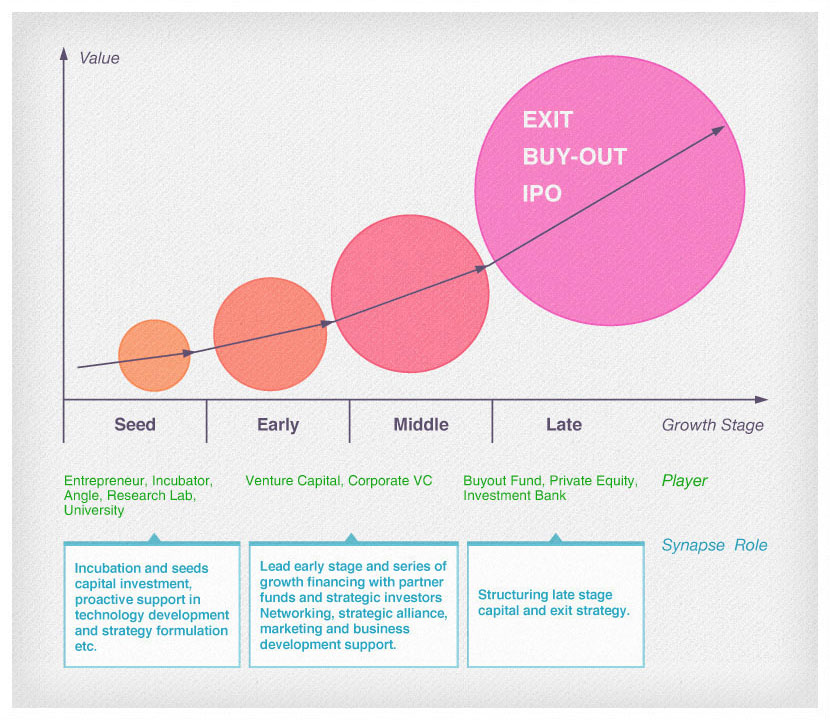 Value
EXIT
BUY-OUT
IPO
Seed
Early
Middle
Late
Growth Stage
Entrepreneur, Incubator,
Angle, Research Lab,
University
Venture Capital, Corporate VC
Buyout Fund, Private Equity,
Investment Bank
Player
Synapse Role
Incubation and seeds
capital investment,
proactive support in
technology development
and strategy formulation
etc.
Lead early stage and series of
growth financing with partner
funds and strategic investors
Networking, strategic alliance,
marketing and business
development support.
Structuring late stage
capital and exit strategy.